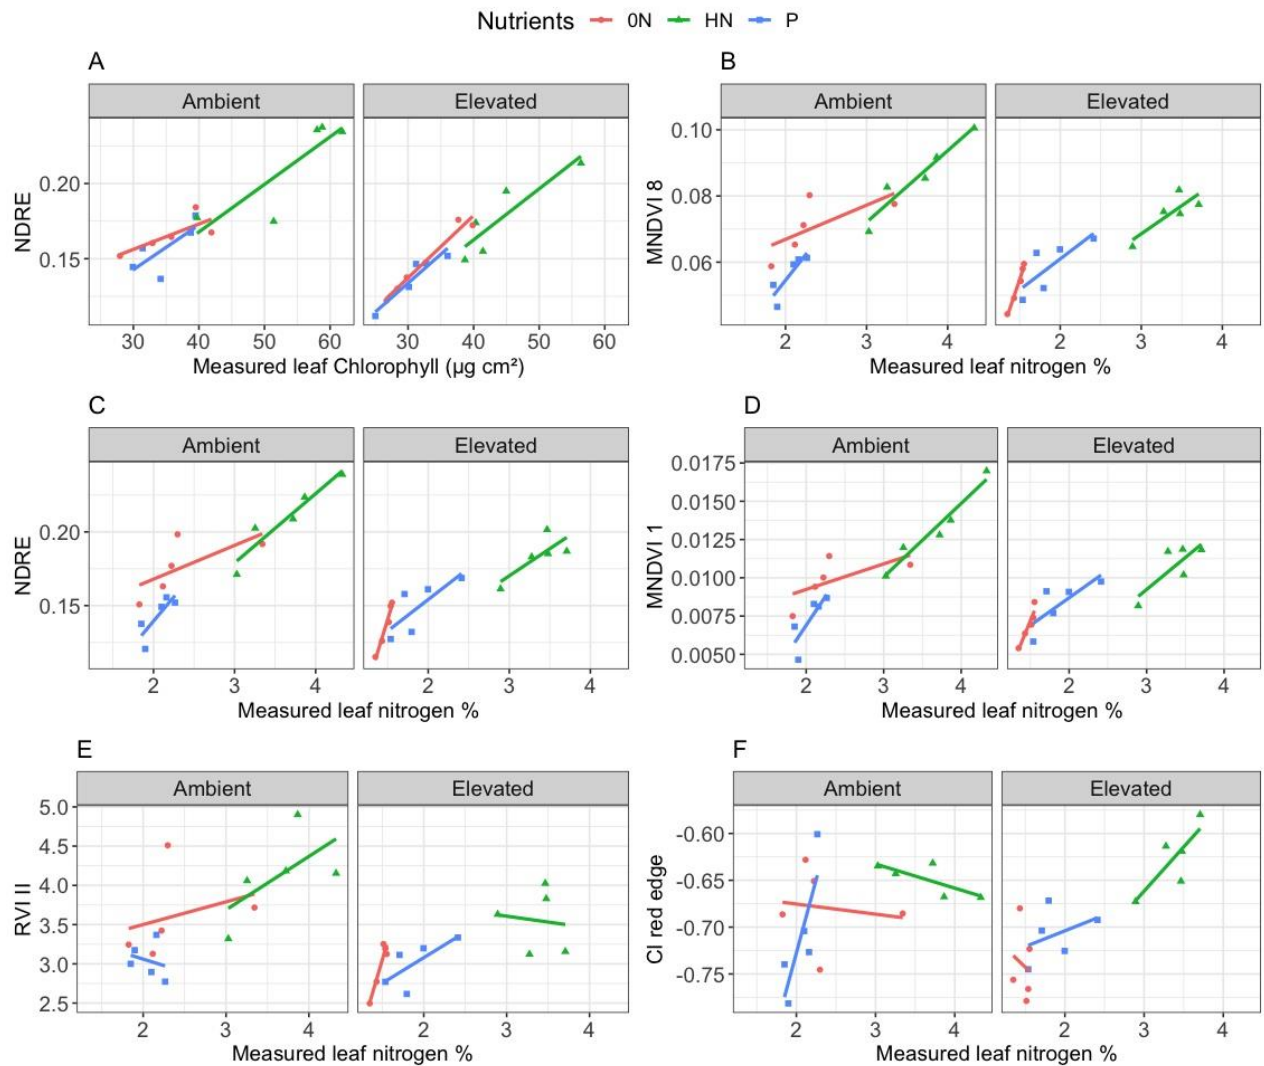 Nutrients 0N HN P
A
Ambient Elevated
NDRE
0.20
0.15
30 40 50 60 30 40 50 60
Measured leaf Chlorophyll (µg cm²)
B
Ambient Elevated
MNDVI 8
0.10
0.08
0.06
2 3 4 2 3 4
Measured leaf nitrogen %
C
Ambient Elevated
NDRE
0.20
0.15
2 3 4 2 3 4
Measured leaf nitrogen %
D
Ambient Elevated
MNDVI 1
0.0175
0.0150
0.0125
0.0100
0.0075
0.0050
2 3 4 2 3 4
Measured leaf nitrogen %
E
Ambient Elevated
RVI II
5.0
4.5
4.0
3.5
3.0
2.5
2 3 4 2 3 4
Measured leaf nitrogen %
F
Ambient Elevated
CI red edge
-0.60
-0.65
-0.70
-0.75
2 3 4 2 3 4
Measured leaf nitrogen %